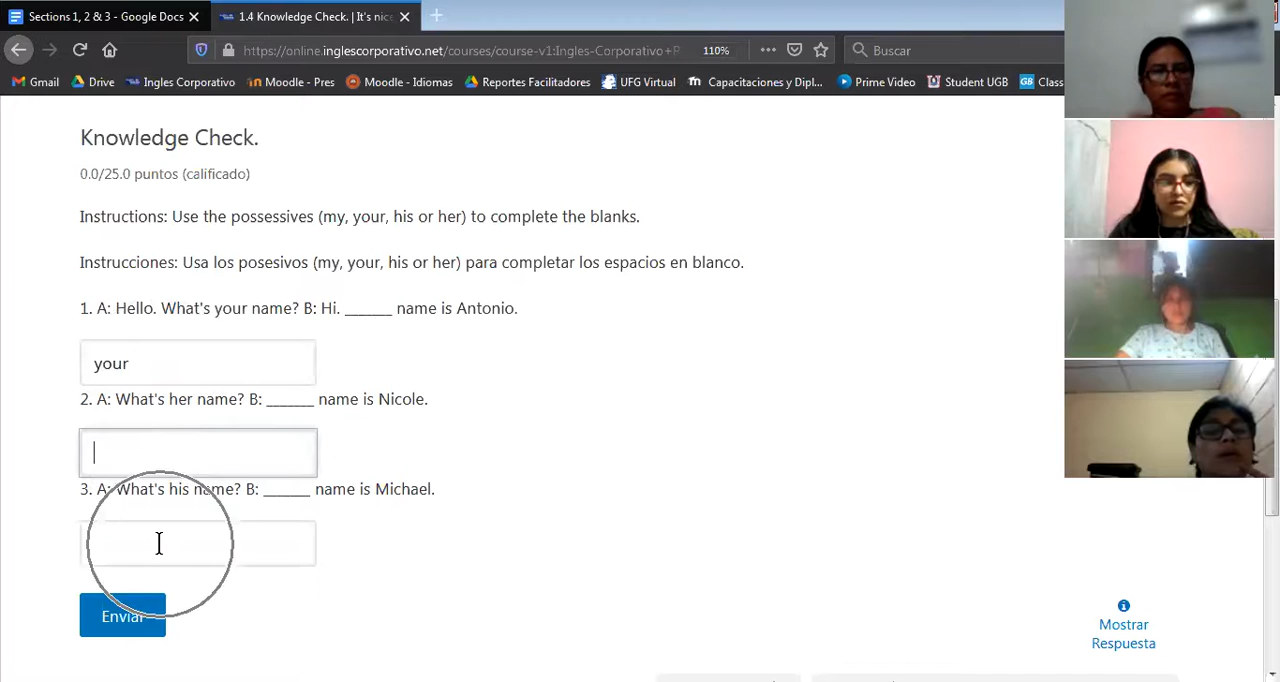 Sections 1, 2 & 3 - Google Docs
1.4 Knowledge Check. | It's nice
https://online.inglescorporativo.net/courses/course-v1:Ingles-Corporativo+P
110%
Buscar
Gmail
Drive
Ingles Corporativo
Moodle - Pres
Moodle - Idiomas
Reportes Facilitadores
UFG Virtual
Capacitaciones y Dipl...
Prime Video
Student UGB
GB
Class
Knowledge Check.
0.0/25.0 puntos (calificado)
Instructions: Use the possessives (my, your, his or her) to complete the blanks.
Instrucciones: Usa los posesivos (my, your, his or her) para completar los espacios en blanco.
1. A: Hello. What's your name? B: Hi. ______ name is Antonio.
your
2. A: What's her name? B: ______ name is Nicole.
3. A: What's his name? B: ______ name is Michael.
Enviar
Mostrar
Respuesta